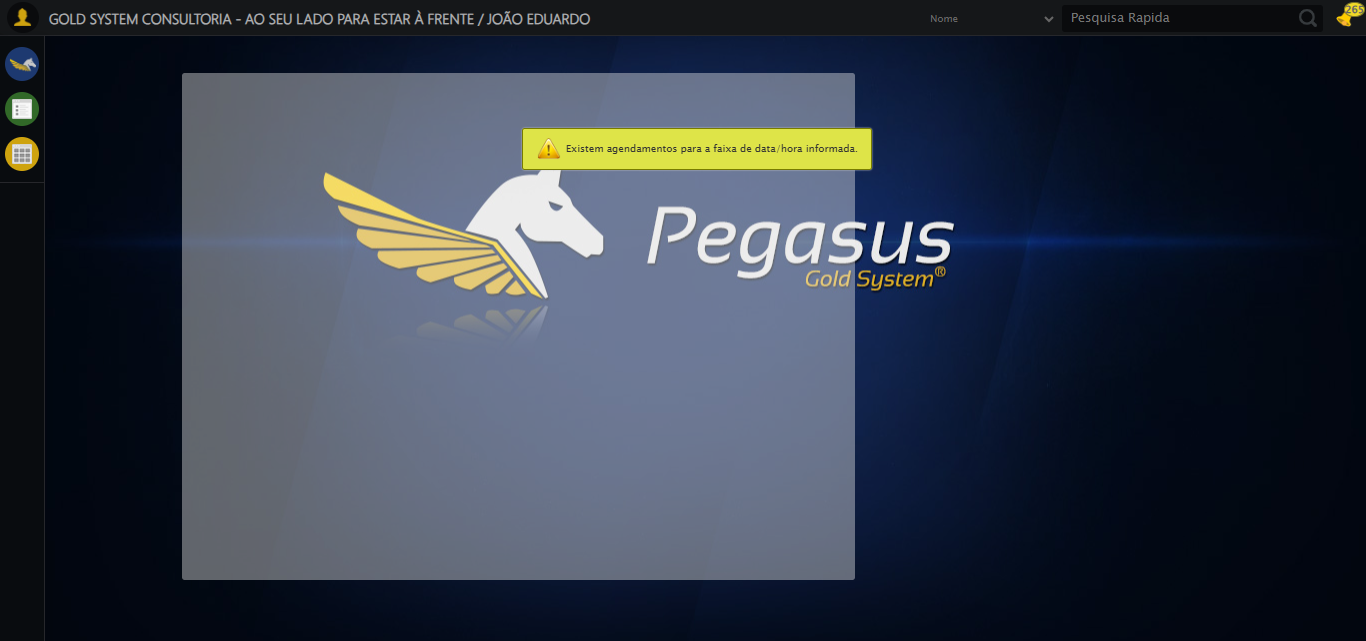 GOLD SYSTEM CONSULTORIA - AO SEU LADO PARA ESTAR À FRENTE / JOÃO EDUARDO
Nome
Pesquisa Rapida
265
Existem agendamentos para a faixa de data/hora informada.
Pegasus
Gold System®